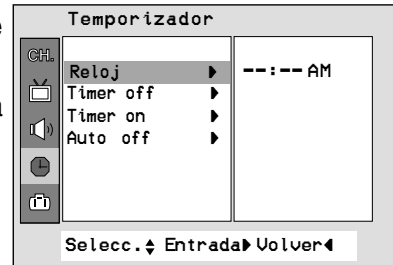 Temporizador
CH.
Reloj
--:-- AM
Timer off
Timer on
Auto off
Selecc. Entrada Volver